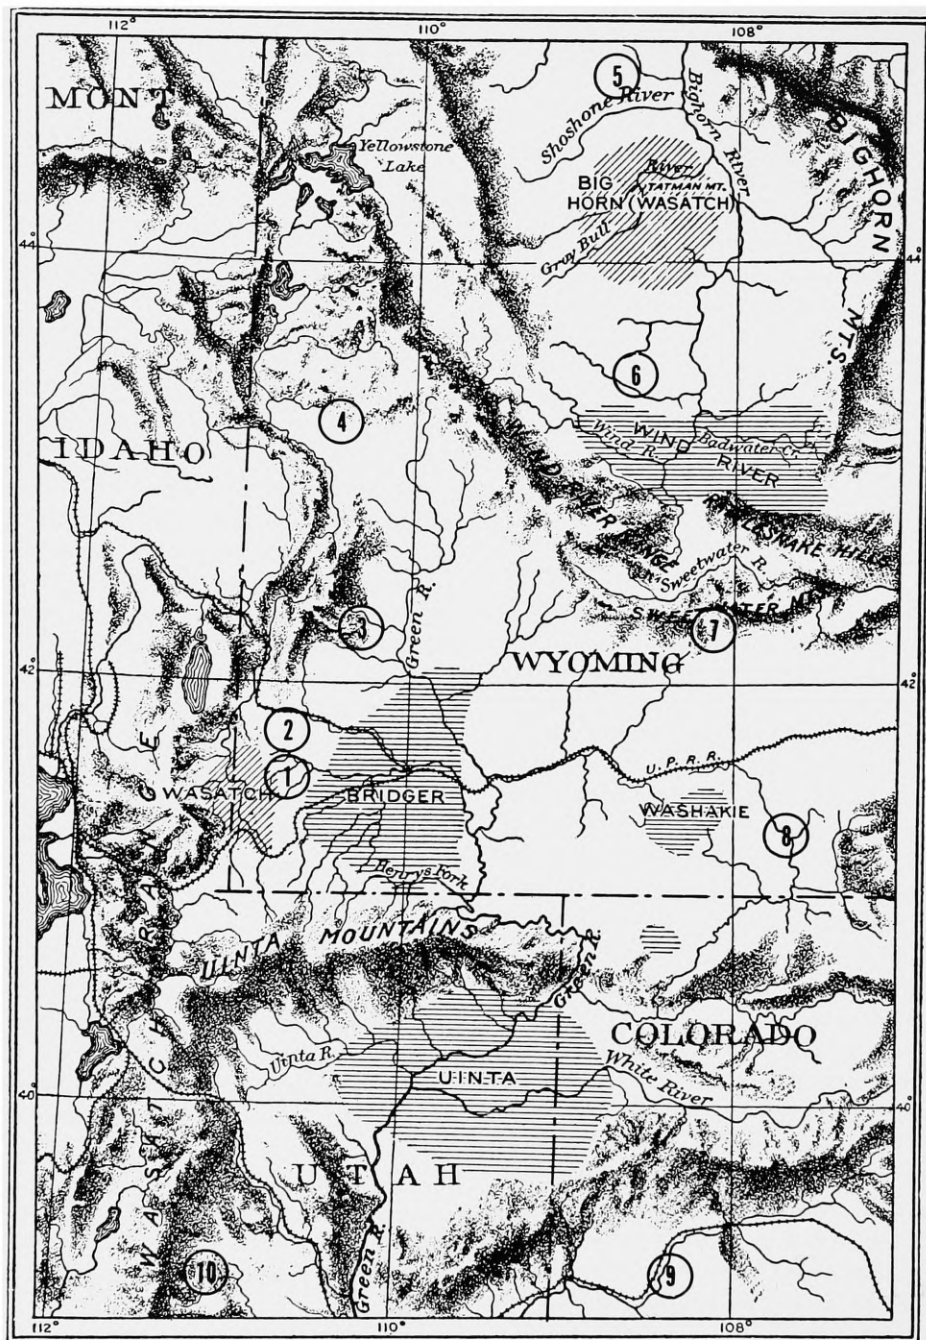 112°
110°
108°
MONT
5
Shoshone River
Bighorn River
BIGHORN MTS.
Yellowstone
Lake
River
BIG
TATMAN MT.
HORN (WASATCH)
Gray Bull
44°
44
6
4
WIND
RIVER
Wind R.
Badwater Cr.
IDAHO
WIND RIVER RANGE
RATTLESNAKE HILLS
Sweetwater R.
SWEETWATER MTS.
3
7
Green R.
WYOMING
42°
42°
2
U.P.R.R.
1
WASATCH
BRIDGER
WASHAKIE
8
Henrys Fork
UINTA MOUNTAINS
Green R.
COLORADO
Uinta R.
UINTA
White River
40°
40°
WASATCH RANGE
UTAH
Green R.
10
9
112°
110°
108°